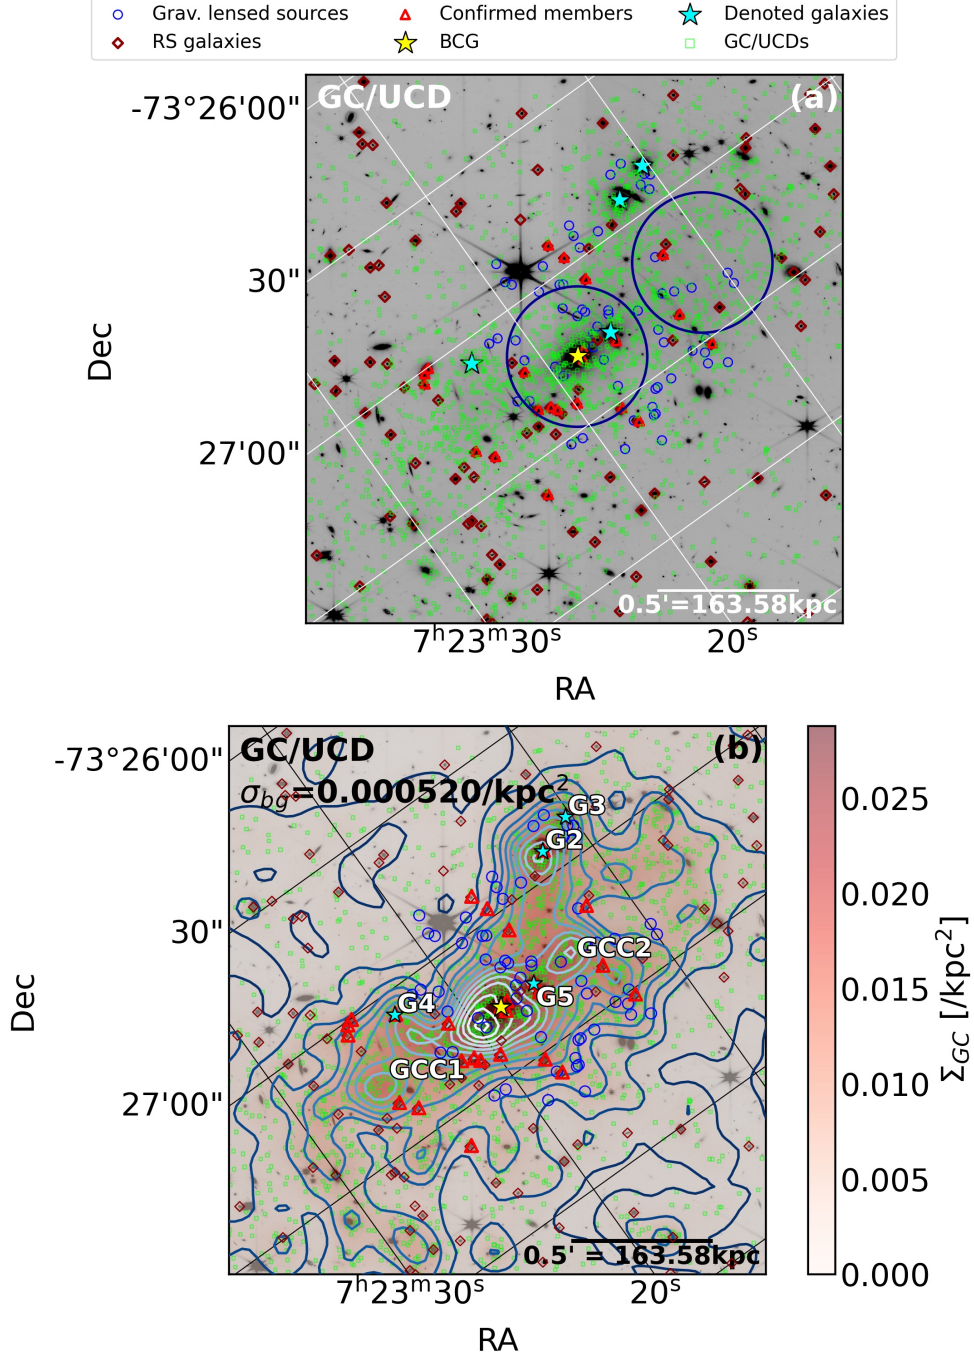 Grav. lensed sources Confirmed members Denoted galaxies
RS galaxies BCG GC/UCDs
GC/UCD (a)
-73°26'00"
30"
27'00"
Dec
0.5'=163.58kpc
7ʰ23ᵐ30ˢ 20ˢ
RA
GC/UCD (b)
σ_bg=0.000520/kpc²
-73°26'00"
30"
27'00"
Dec
G3
G2
GCC2
G5
G4
GCC1
0.5' = 163.58kpc
7ʰ23ᵐ30ˢ 20ˢ
RA
0.025
0.020
0.015
0.010
0.005
0.000
Σ_GC [/kpc²]